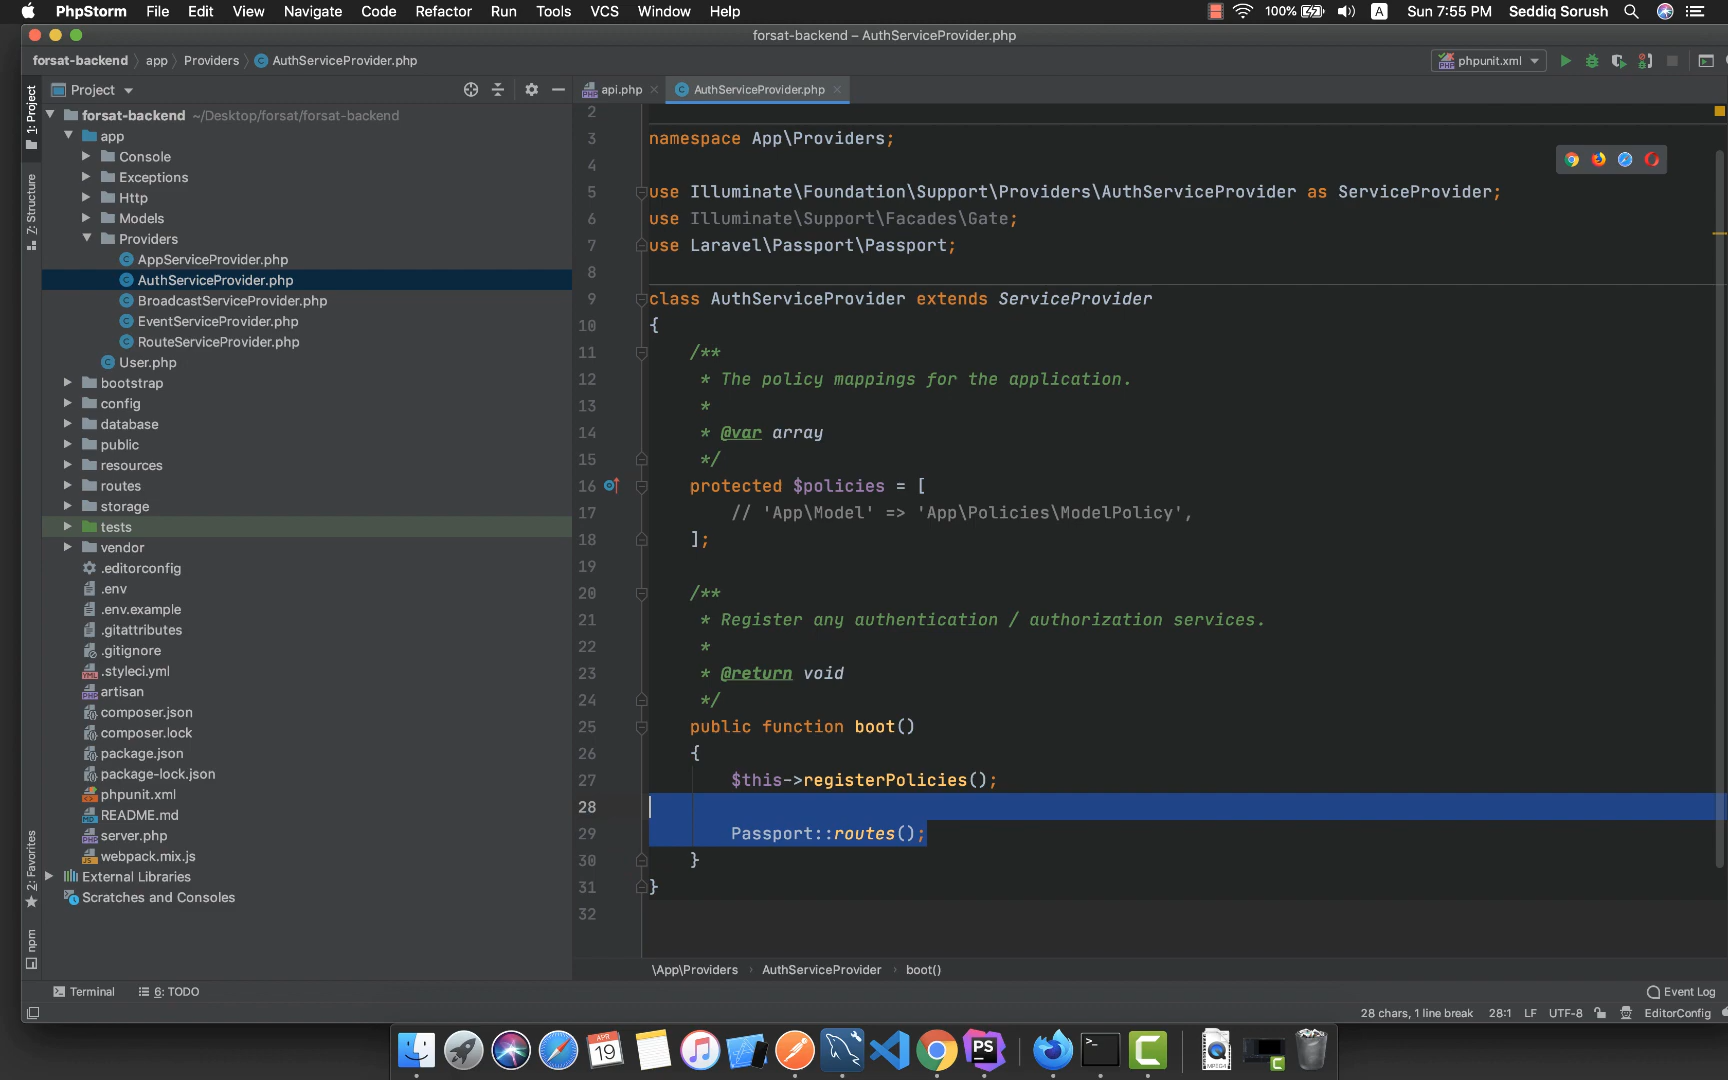 PhpStorm File Edit View Navigate Code Refactor Run Tools VCS Window Help 100% A Sun 7:55 PM Seddiq Sorush
forsat-backend – AuthServiceProvider.php
forsat-backend app Providers AuthServiceProvider.php phpunit.xml
Project api.php AuthServiceProvider.php
1: Project
7: Structure
2: Favorites
npm
forsat-backend ~/Desktop/forsat/forsat-backend
app
Console
Exceptions
Http
Models
Providers
AppServiceProvider.php
AuthServiceProvider.php
BroadcastServiceProvider.php
EventServiceProvider.php
RouteServiceProvider.php
User.php
bootstrap
config
database
public
resources
routes
storage
tests
vendor
.editorconfig
.env
.env.example
.gitattributes
.gitignore
.styleci.yml
artisan
composer.json
composer.lock
package.json
package-lock.json
phpunit.xml
README.md
server.php
webpack.mix.js
External Libraries
Scratches and Consoles
2
3 namespace App\Providers;
4
5 use Illuminate\Foundation\Support\Providers\AuthServiceProvider as ServiceProvider;
6 use Illuminate\Support\Facades\Gate;
7 use Laravel\Passport\Passport;
8
9 class AuthServiceProvider extends ServiceProvider
10 {
11 /**
12 * The policy mappings for the application.
13 *
14 * @var array
15 */
16 protected $policies = [
17 // 'App\Model' => 'App\Policies\ModelPolicy',
18 ];
19
20 /**
21 * Register any authentication / authorization services.
22 *
23 * @return void
24 */
25 public function boot()
26 {
27 $this->registerPolicies();
28
29 Passport::routes();
30 }
31 }
32
\App\Providers AuthServiceProvider boot()
Terminal 6: TODO Event Log
28 chars, 1 line break 28:1 LF UTF-8 EditorConfig
APR
19
PS